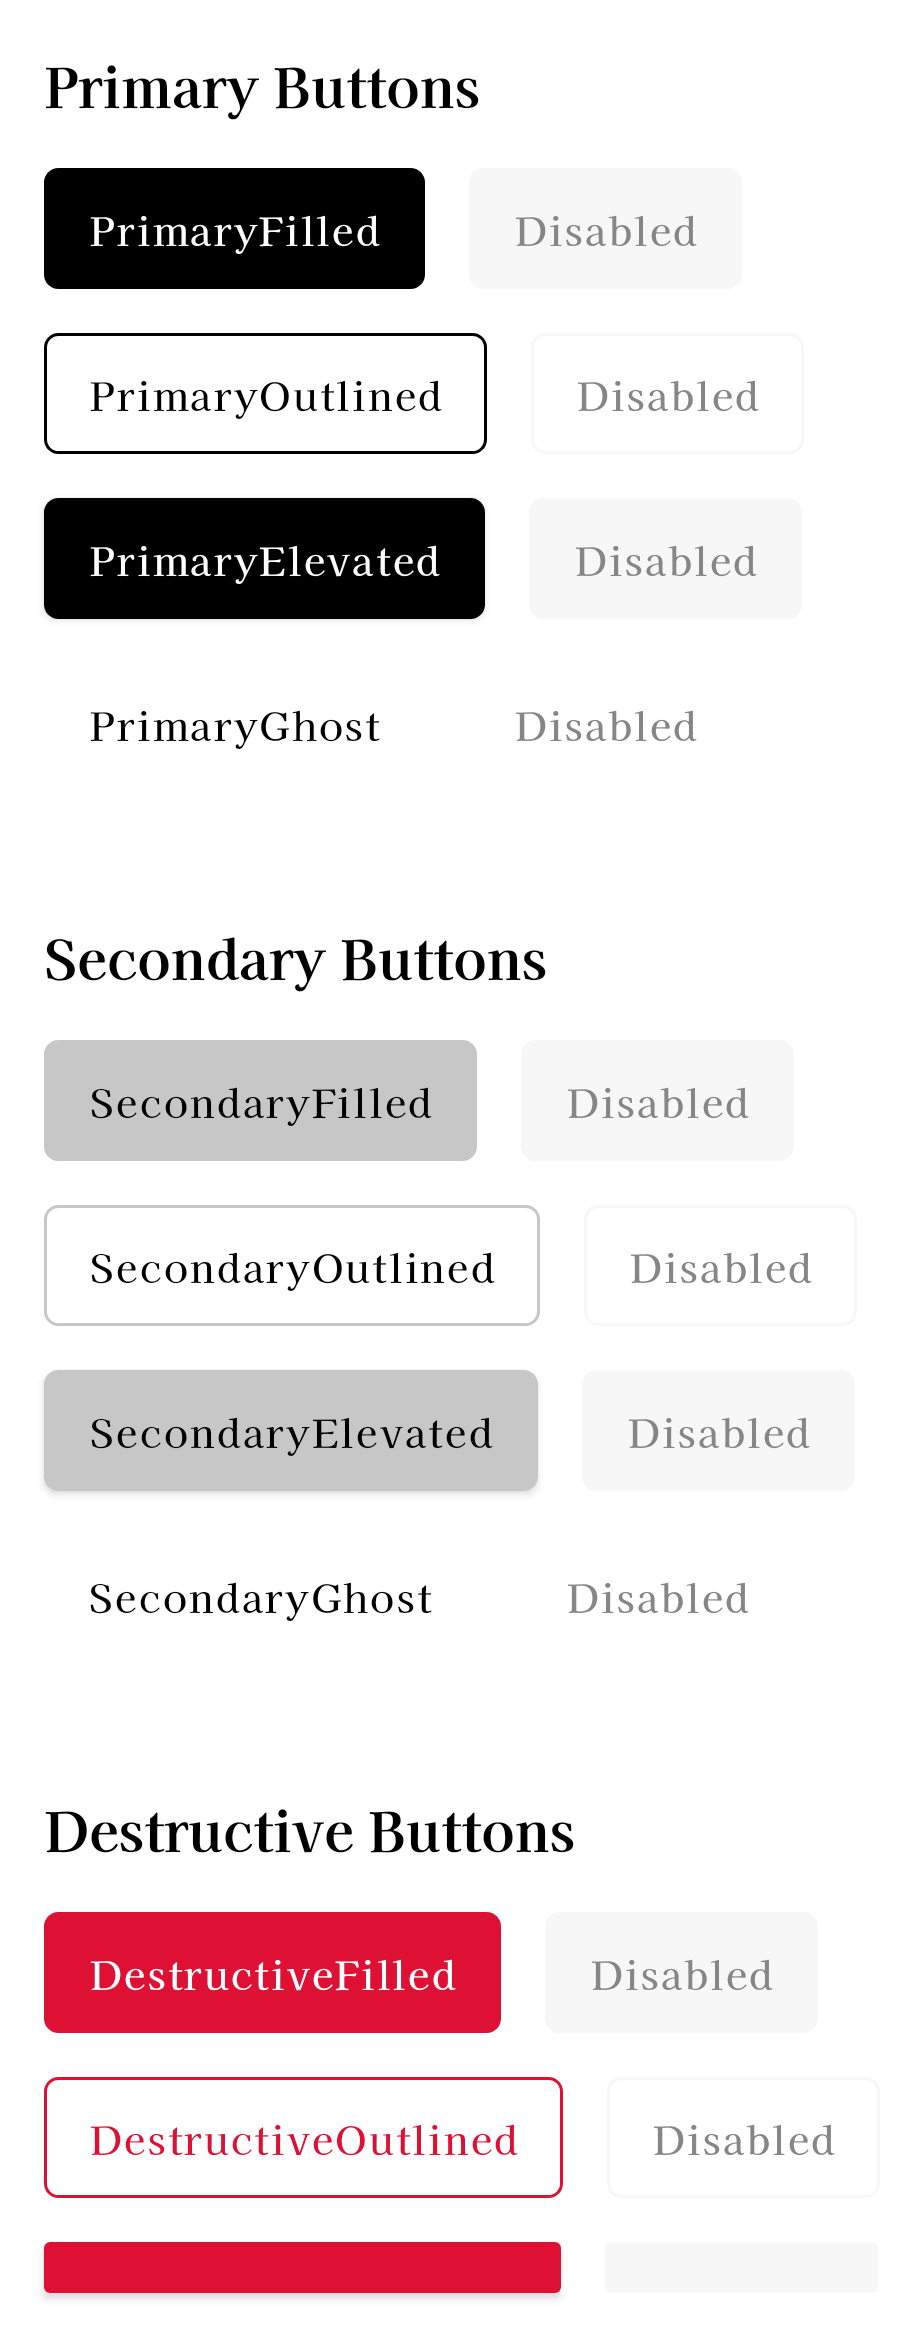 Primary Buttons
PrimaryFilled Disabled
PrimaryOutlined Disabled
PrimaryElevated Disabled
PrimaryGhost Disabled
Secondary Buttons
SecondaryFilled Disabled
SecondaryOutlined Disabled
SecondaryElevated Disabled
SecondaryGhost Disabled
Destructive Buttons
DestructiveFilled Disabled
DestructiveOutlined Disabled